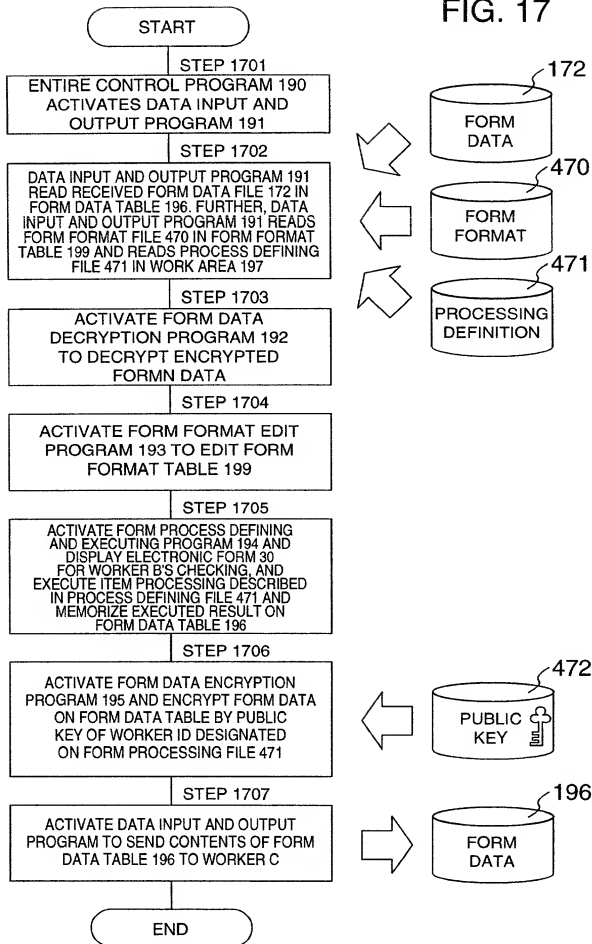 FIG. 17
START
STEP 1701
ENTIRE CONTROL PROGRAM 190
ACTIVATES DATA INPUT AND
OUTPUT PROGRAM 191
STEP 1702
DATA INPUT AND OUTPUT PROGRAM 191
READ RECEIVED FORM DATA FILE 172 IN
FORM DATA TABLE 196. FURTHER, DATA
INPUT AND OUTPUT PROGRAM 191 READS
FORM FORMAT FILE 470 IN FORM FORMAT
TABLE 199 AND READS PROCESS DEFINING
FILE 471 IN WORK AREA 197
172
FORM
DATA
470
FORM
FORMAT
471
PROCESSING
DEFINITION
STEP 1703
ACTIVATE FORM DATA
DECRYPTION PROGRAM 192
TO DECRYPT ENCRYPTED
FORMN DATA
STEP 1704
ACTIVATE FORM FORMAT EDIT
PROGRAM 193 TO EDIT FORM
FORMAT TABLE 199
STEP 1705
ACTIVATE FORM PROCESS DEFINING
AND EXECUTING PROGRAM 194 AND
DISPLAY ELECTRONIC FORM 30
FOR WORKER B'S CHECKING, AND
EXECUTE ITEM PROCESSING DESCRIBED
IN PROCESS DEFINING FILE 471 AND
MEMORIZE EXECUTED RESULT ON
FORM DATA TABLE 196
STEP 1706
ACTIVATE FORM DATA ENCRYPTION
PROGRAM 195 AND ENCRYPT FORM DATA
ON FORM DATA TABLE BY PUBLIC
KEY OF WORKER ID DESIGNATED
ON FORM PROCESSING FILE 471
472
PUBLIC
KEY
STEP 1707
ACTIVATE DATA INPUT AND OUTPUT
PROGRAM TO SEND CONTENTS OF FORM
DATA TABLE 196 TO WORKER C
196
FORM
DATA
END